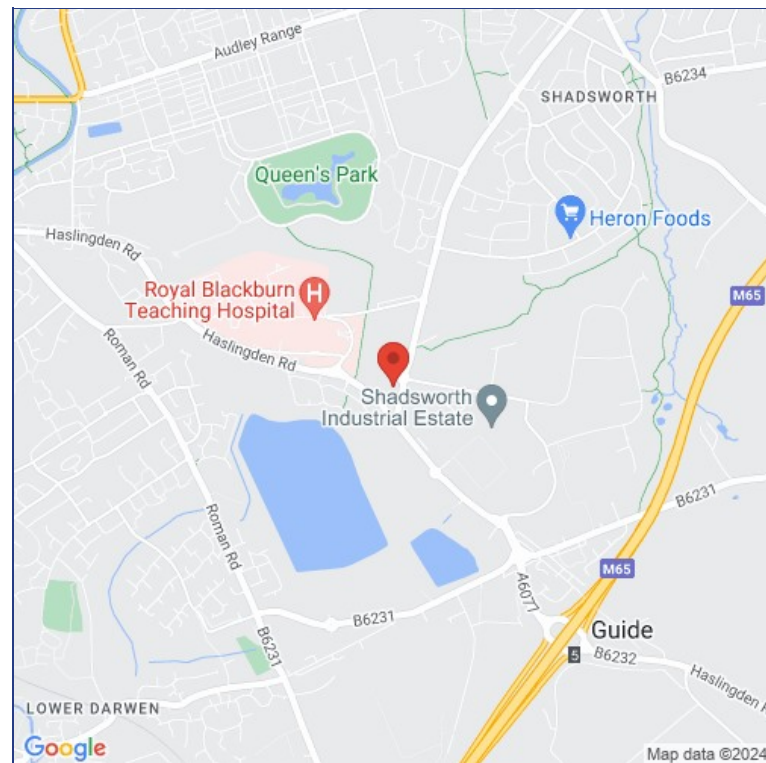 Audley Range
B6234
SHADSWORTH
Queen's Park
Heron Foods
Haslingden Rd
M65
Royal Blackburn
Teaching Hospital
H
Roman Rd
Haslingden Rd
Shadsworth
Industrial Estate
B6231
Roman Rd
M65
A6077
B6231
Guide
B6231
5
B6232
Haslingden R
LOWER DARWEN
Google
Map data ©2024